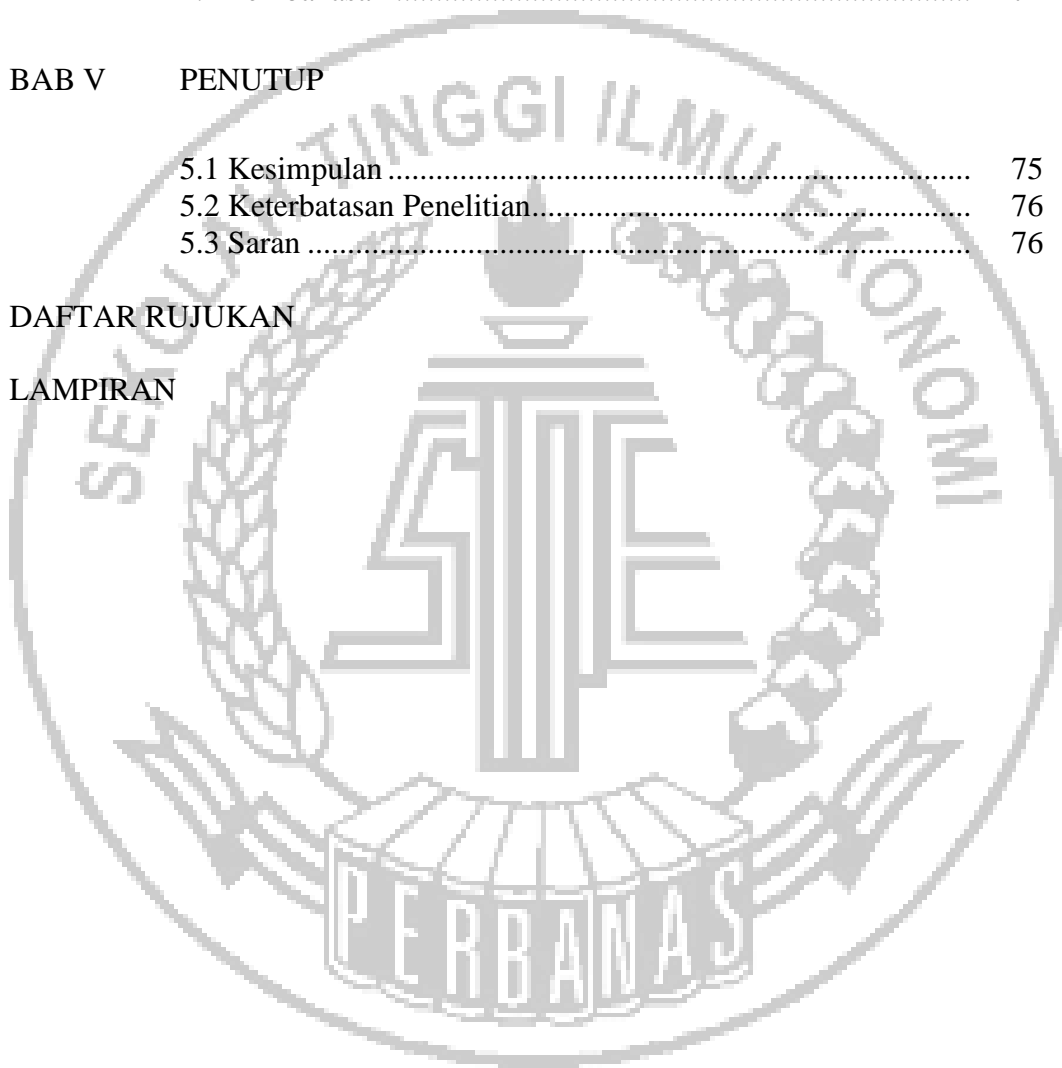 BAB V PENUTUP
5.1 Kesimpulan ........................................................................ 75
5.2 Keterbatasan Penelitian....................................................... 76
5.3 Saran .................................................................................. 76
DAFTAR RUJUKAN
LAMPIRAN
SEKOLAH TINGGI ILMU EKONOMI
STIE
PERBANAS